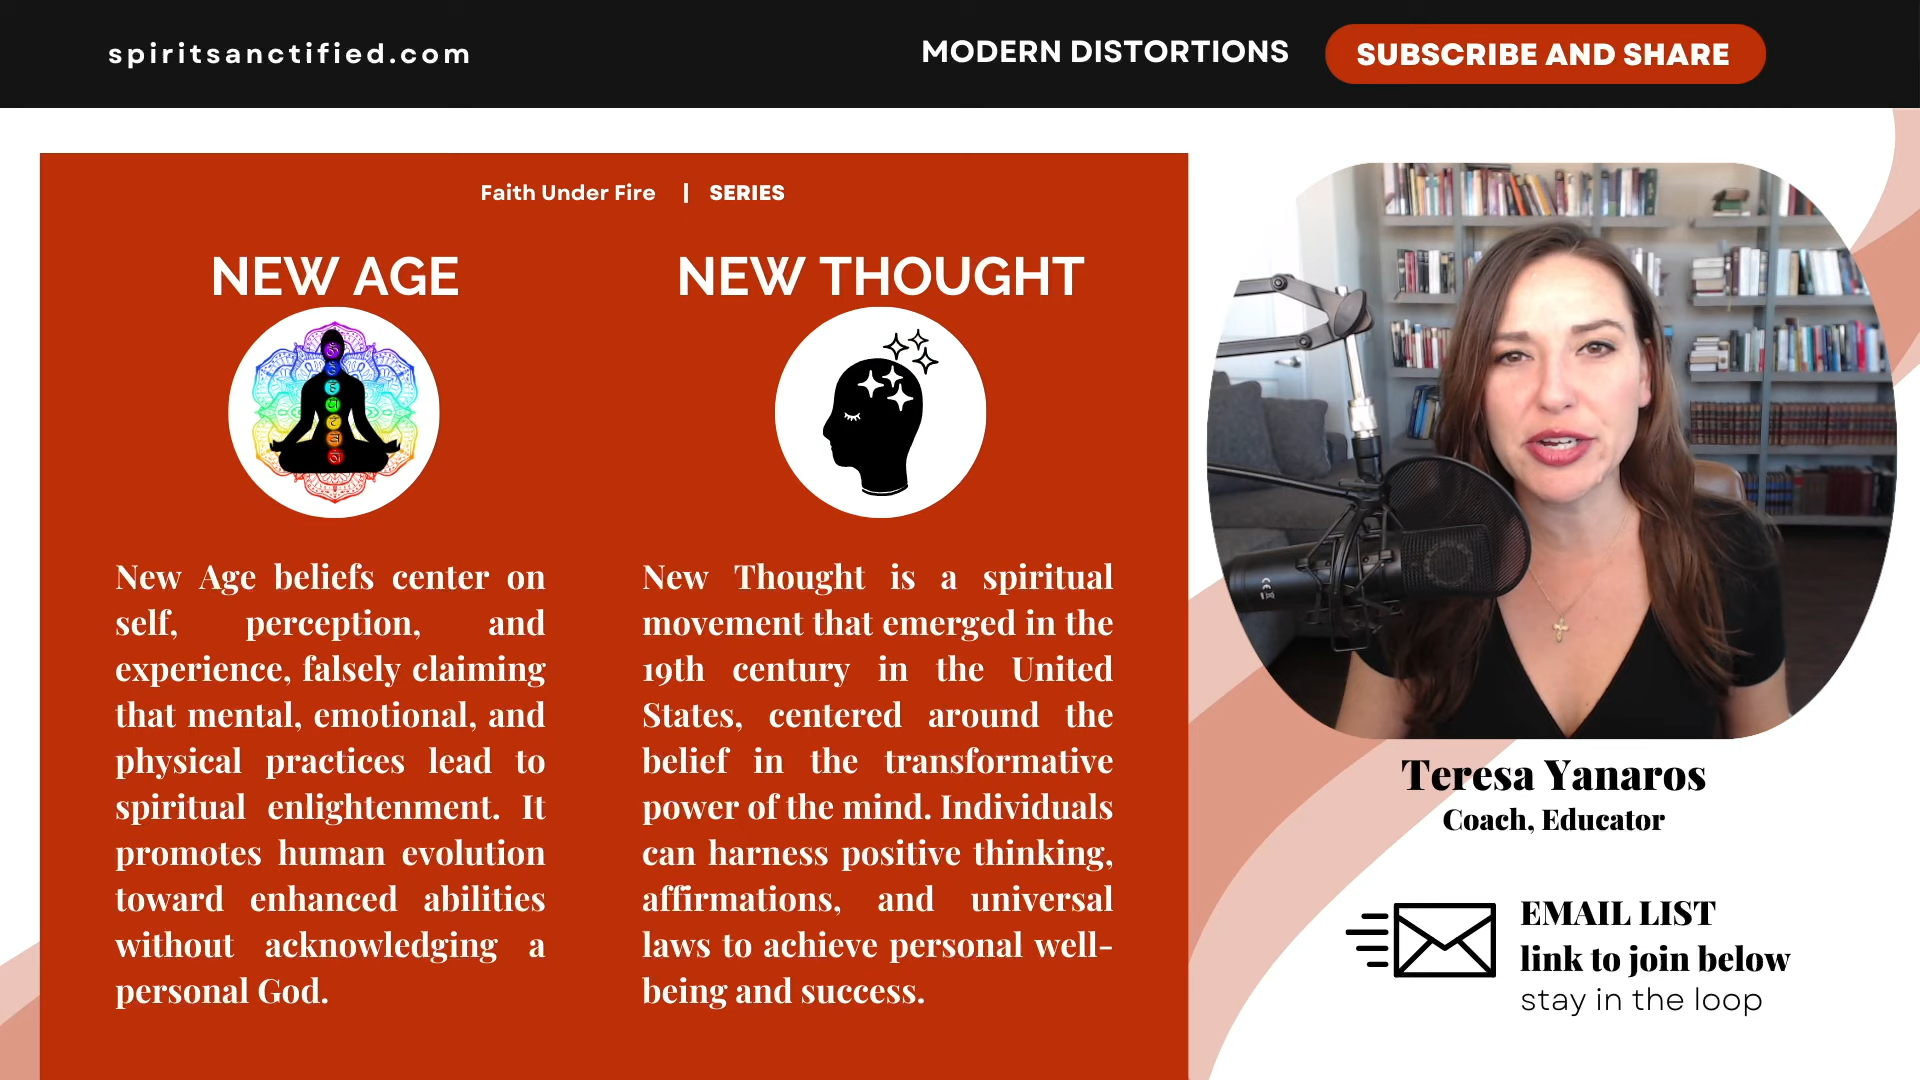 spiritsanctified.com
MODERN DISTORTIONS
SUBSCRIBE AND SHARE
Faith Under Fire | SERIES
NEW AGE
New Age beliefs center on
self, perception, and
experience, falsely claiming
that mental, emotional, and
physical practices lead to
spiritual enlightenment. It
promotes human evolution
toward enhanced abilities
without acknowledging a
personal God.
NEW THOUGHT
New Thought is a spiritual
movement that emerged in the
19th century in the United
States, centered around the
belief in the transformative
power of the mind. Individuals
can harness positive thinking,
affirmations, and universal
laws to achieve personal well-
being and success.
Teresa Yanaros
Coach, Educator
EMAIL LIST
link to join below
stay in the loop